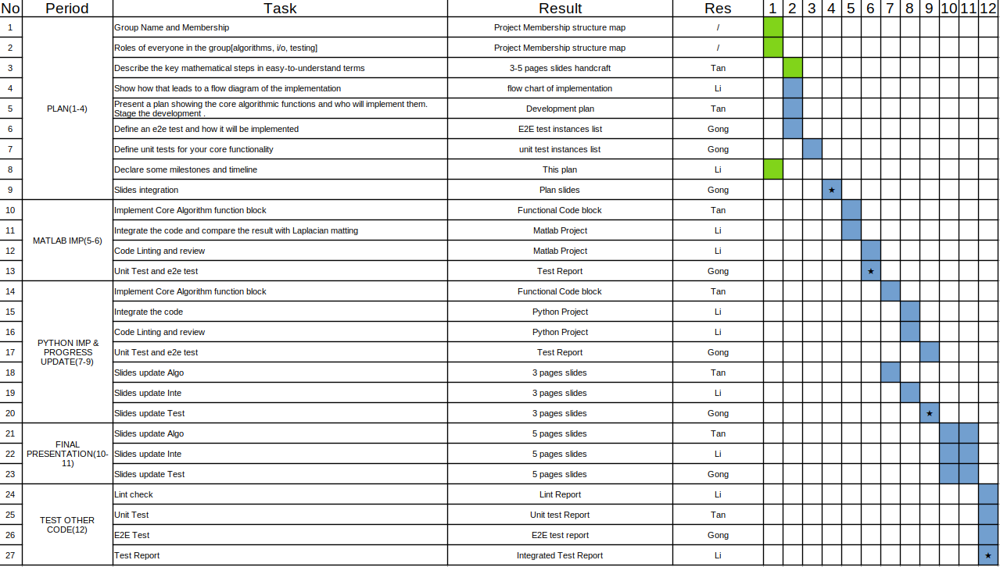 No Period Task Result Res 1 2 3 4 5 6 7 8 9 10 11 12
PLAN(1-4)
1 Group Name and Membership Project Membership structure map /
2 Roles of everyone in the group[algorithms, i/o, testing] Project Membership structure map /
3 Describe the key mathematical steps in easy-to-understand terms 3-5 pages slides handcraft Tan
4 Show how that leads to a flow diagram of the implementation flow chart of implementation Li
5 Present a plan showing the core algorithmic functions and who will implement them.
Stage the development . Development plan Tan
6 Define an e2e test and how it will be implemented E2E test instances list Gong
7 Define unit tests for your core functionality unit test instances list Gong
8 Declare some milestones and timeline This plan Li
9 Slides integration Plan slides Gong ★
MATLAB IMP(5-6)
10 Implement Core Algorithm function block Functional Code block Tan
11 Integrate the code and compare the result with Laplacian matting Matlab Project Li
12 Code Linting and review Matlab Project Li
13 Unit Test and e2e test Test Report Gong ★
PYTHON IMP &
PROGRESS
UPDATE(7-9)
14 Implement Core Algorithm function block Functional Code block Tan
15 Integrate the code Python Project Li
16 Code Linting and review Python Project Li
17 Unit Test and e2e test Test Report Gong
18 Slides update Algo 3 pages slides Tan
19 Slides update Inte 3 pages slides Li
20 Slides update Test 3 pages slides Gong ★
FINAL
PRESENTATION(10-
11)
21 Slides update Algo 5 pages slides Tan
22 Slides update Inte 5 pages slides Li
23 Slides update Test 5 pages slides Gong
TEST OTHER
CODE(12)
24 Lint check Lint Report Li
25 Unit Test Unit test Report Tan
26 E2E Test E2E test report Gong
27 Test Report Integrated Test Report Li ★